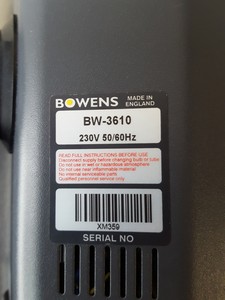 BOWENS
MADE IN
ENGLAND
BW-3610
230V 50/60Hz
READ FULL INSTRUCTIONS BEFORE USE
Disconnect supply before changing bulb or tube
Do not use in wet or hazardous atmosphere
Do not use near inflammable material
No internal serviceable parts
Qualified personnel service only
XM359
SERIAL NO